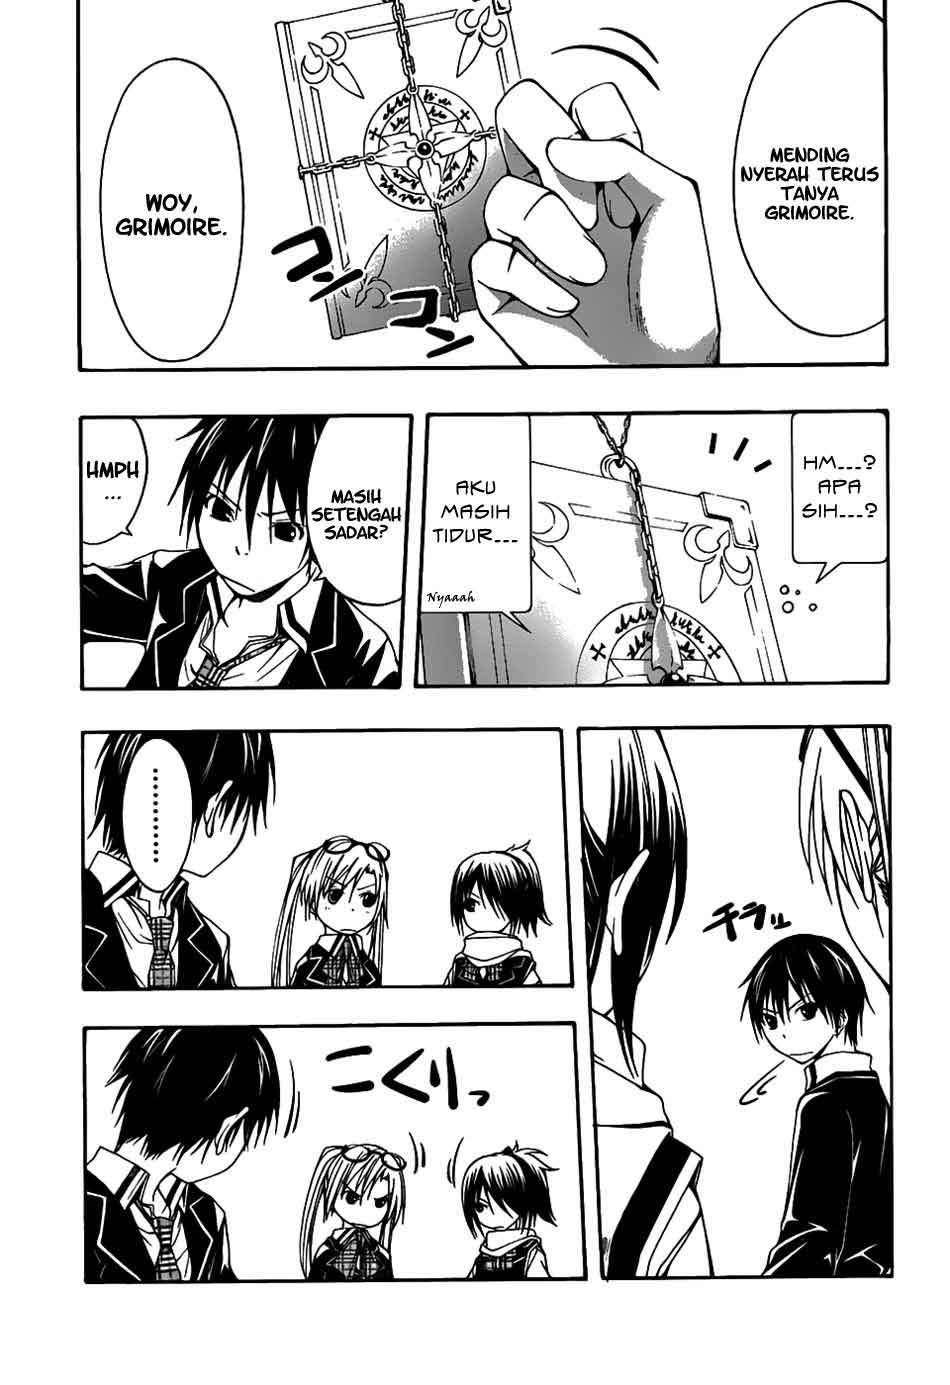 MENDING
NYERAH TERUS
TANYA
GRIMOIRE.
WOY,
GRIMOIRE.
コン
コン
HM---?
APA
SIH---?
AKU
MASIH
TIDUR---
Nyaaah
MASIH
SETENGAH
SADAR?
HMPH
...
チラッ
............
こくりっ